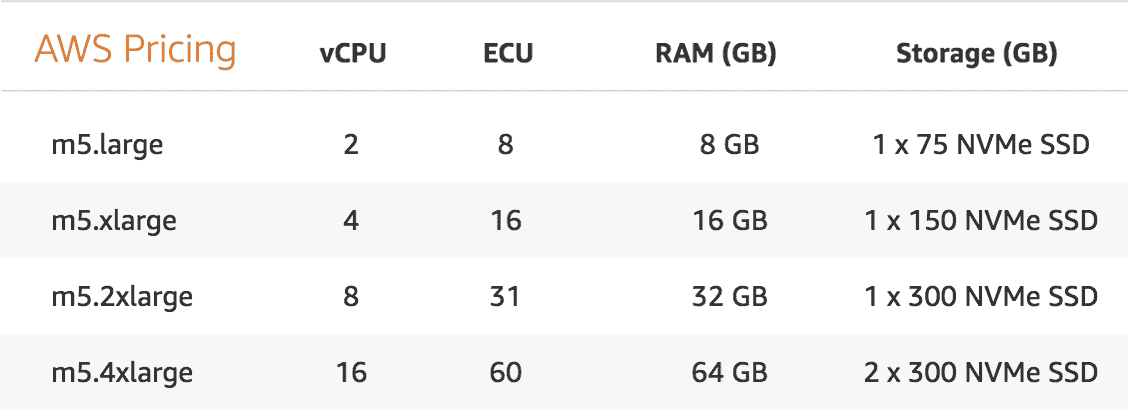 AWS Pricing vCPU ECU RAM (GB) Storage (GB)
m5.large 2 8 8 GB 1 x 75 NVMe SSD
m5.xlarge 4 16 16 GB 1 x 150 NVMe SSD
m5.2xlarge 8 31 32 GB 1 x 300 NVMe SSD
m5.4xlarge 16 60 64 GB 2 x 300 NVMe SSD